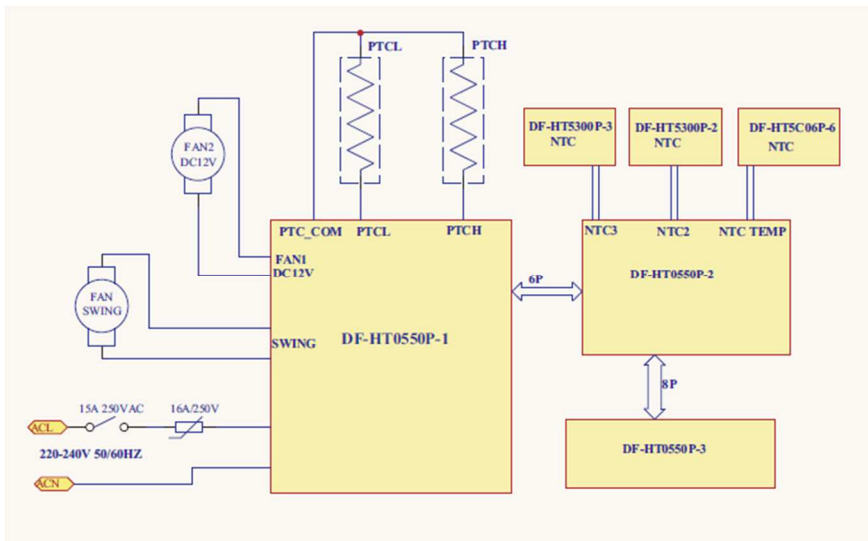 PTCL
PTCH
FAN2
DC12V
DF-HT5300P-3
NTC
DF-HT5300P-2
NTC
DF-HT5C06P-6
NTC
PTC_COM
PTCL
PTCH
NTC3
NTC2
NTC TEMP
FAN1
DC12V
DF-HT0550P-2
6P
FAN
SWING
SWING
DF-HT0550P-1
8P
15A 250VAC
16A/250V
ACL
220-240V 50/60HZ
DF-HT0550P-3
ACN